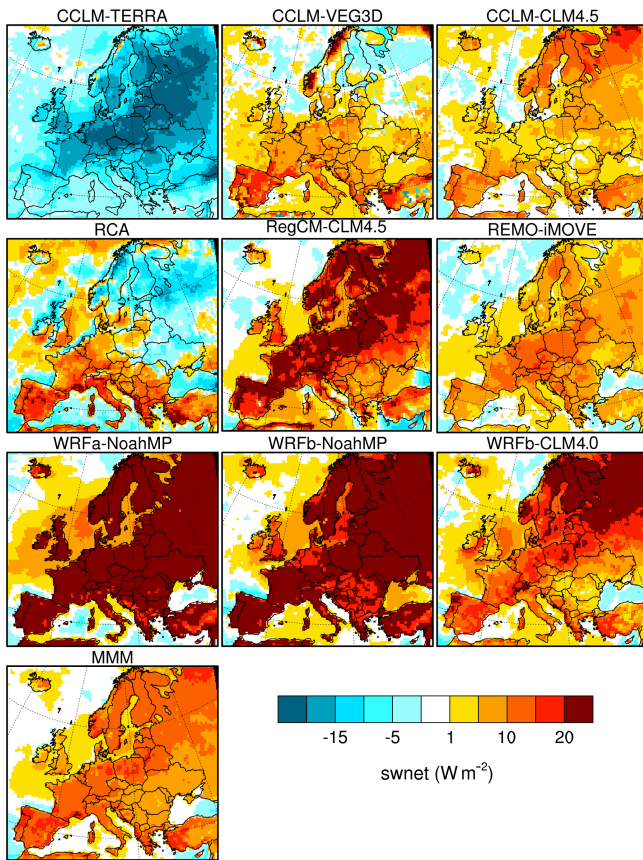 CCLM-TERRA CCLM-VEG3D CCLM-CLM4.5
RCA RegCM-CLM4.5 REMO-iMOVE
WRFa-NoahMP WRFb-NoahMP WRFb-CLM4.0
MMM
-15 -5 1 10 20
swnet (W m⁻²)